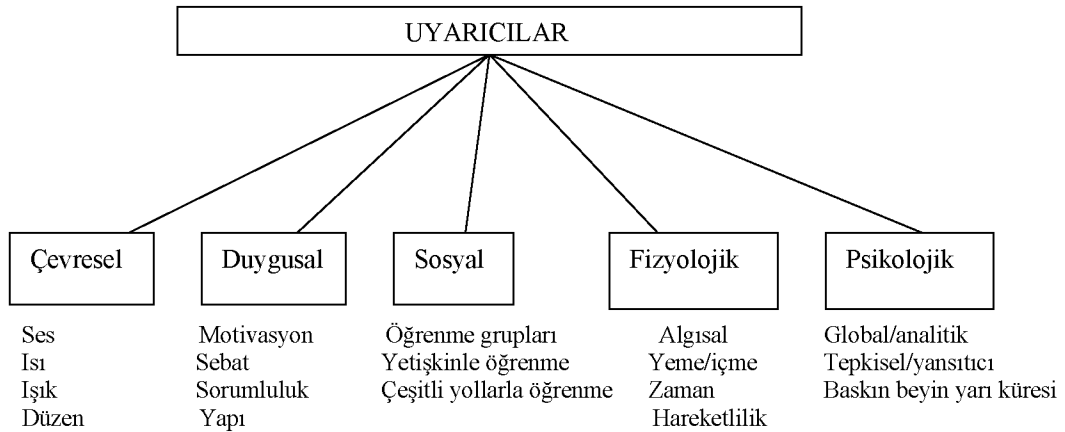 UYARICILAR
Çevresel
Ses
Isı
Işık
Düzen
Duygusal
Motivasyon
Sebat
Sorumluluk
Yapı
Sosyal
Öğrenme grupları
Yetişkinle öğrenme
Çeşitli yollarla öğrenme
Fizyolojik
Algısal
Yeme/içme
Zaman
Hareketlilik
Psikolojik
Global/analitik
Tepkisel/yansıtıcı
Baskın beyin yarı küresi